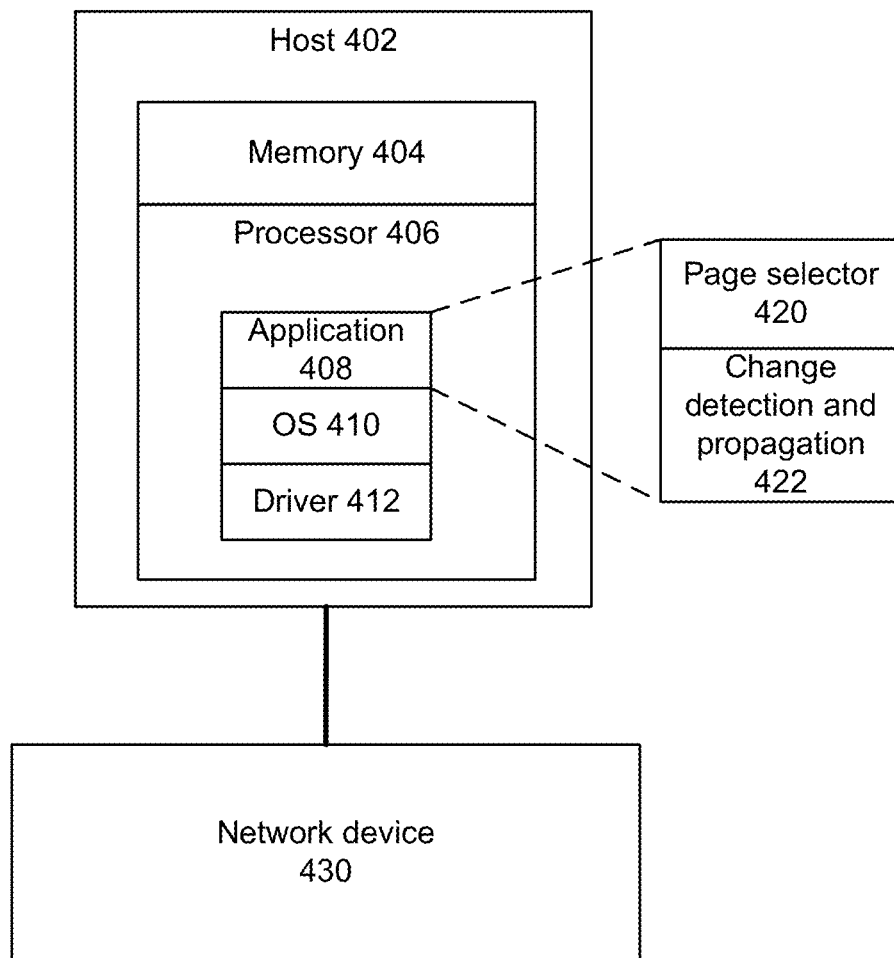 Host 402
Memory 404
Processor 406
Application
408
OS 410
Driver 412
Page selector
420
Change
detection and
propagation
422
Network device
430